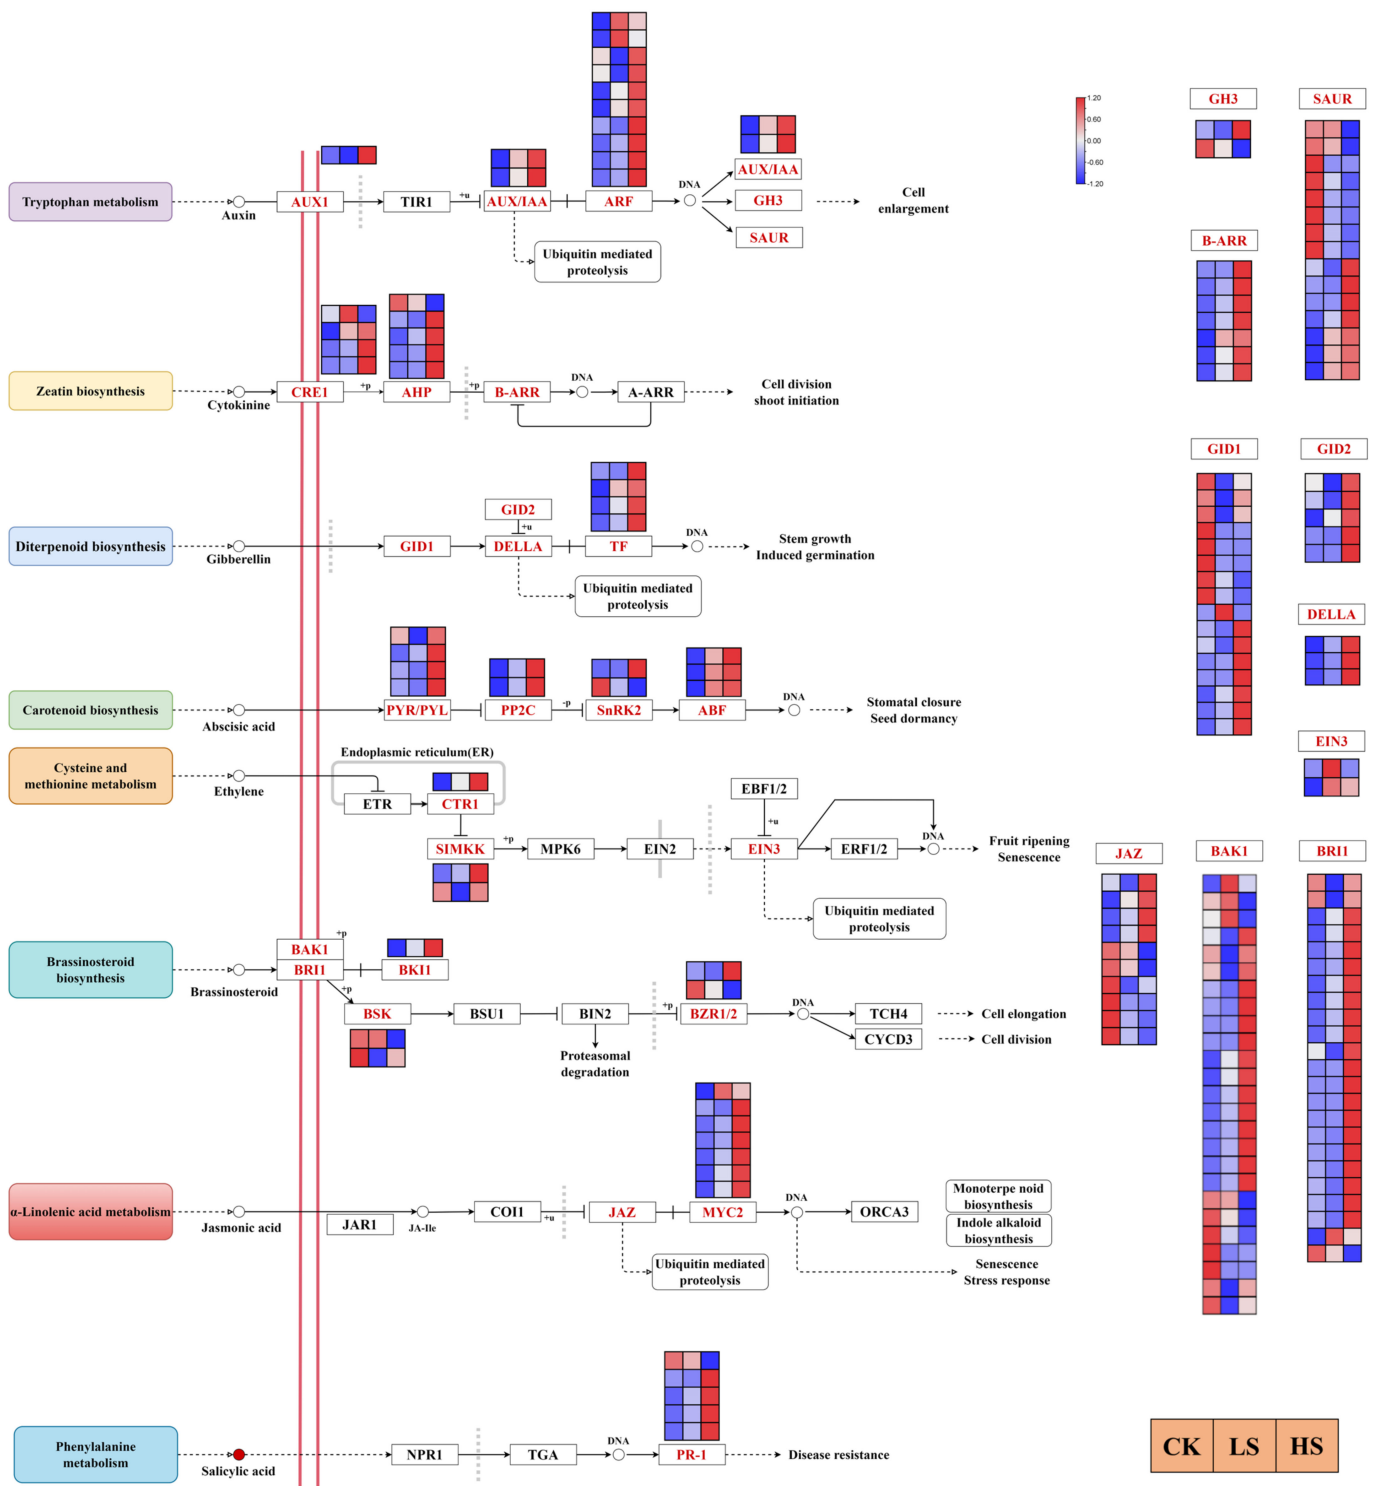 1.20
0.60
0.00
-0.60
-1.20
GH3
SAUR
Tryptophan metabolism
Auxin
AUX1
TIR1
+u
AUX/IAA
ARF
DNA
AUX/IAA
GH3
SAUR
Cell
enlargement
Ubiquitin mediated
proteolysis
B-ARR
Zeatin biosynthesis
Cytokinine
CRE1
+p
AHP
+p
B-ARR
DNA
A-ARR
Cell division
shoot initiation
GID1
GID2
Diterpenoid biosynthesis
Gibberellin
GID1
GID2
+u
DELLA
TF
DNA
Stem growth
Induced germination
Ubiquitin mediated
proteolysis
DELLA
Carotenoid biosynthesis
Abscisic acid
PYR/PYL
PP2C
-p
SnRK2
ABF
DNA
Stomatal closure
Seed dormancy
EIN3
Cysteine and
methionine metabolism
Ethylene
Endoplasmic reticulum(ER)
ETR
CTR1
SIMKK
+p
MPK6
EIN2
EBF1/2
+u
EIN3
ERF1/2
DNA
Fruit ripening
Senescence
Ubiquitin mediated
proteolysis
JAZ
BAK1
BRI1
Brassinosteroid
biosynthesis
Brassinosteroid
+p
BAK1
BRI1
BKI1
+p
BSK
BSU1
BIN2
+p
BZR1/2
DNA
TCH4
Cell elongation
CYCD3
Cell division
Proteasomal
degradation
α-Linolenic acid metabolism
Jasmonic acid
JAR1
JA-Ile
COI1
+u
JAZ
MYC2
DNA
ORCA3
Monoterpe noid
biosynthesis
Indole alkaloid
biosynthesis
Ubiquitin mediated
proteolysis
Senescence
Stress response
Phenylalanine
metabolism
Salicylic acid
NPR1
TGA
DNA
PR-1
Disease resistance
CK LS HS